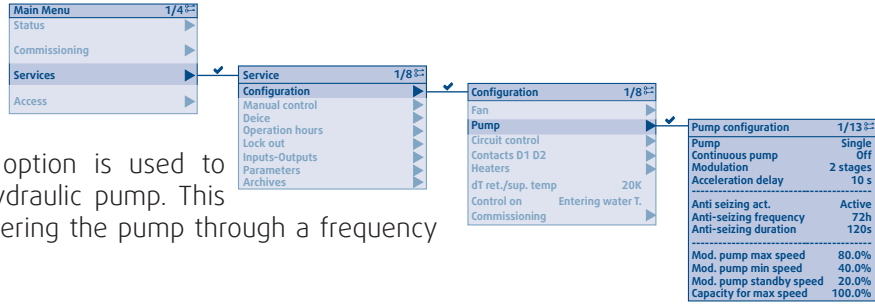 Main Menu 1/4
Status
Commissioning
Services
Access
Service 1/8
Configuration
Manual control
Deice
Operation hours
Lock out
Inputs-Outputs
Parameters
Archives
Configuration 1/8
Fan
Pump
Circuit control
Contacts D1 D2
Heaters
dT ret./sup. temp 20K
Control on Entering water T.
Commissioning
Pump configuration 1/13
Pump Single
Continuous pump Off
Modulation 2 stages
Acceleration delay 10 s
Anti seizing act. Active
Anti-seizing frequency 72h
Anti-seizing duration 120s
Mod. pump max speed 80.0%
Mod. pump min speed 40.0%
Mod. pump standby speed 20.0%
Capacity for max speed 100.0%
option is used to
ydraulic pump. This
ering the pump through a frequency